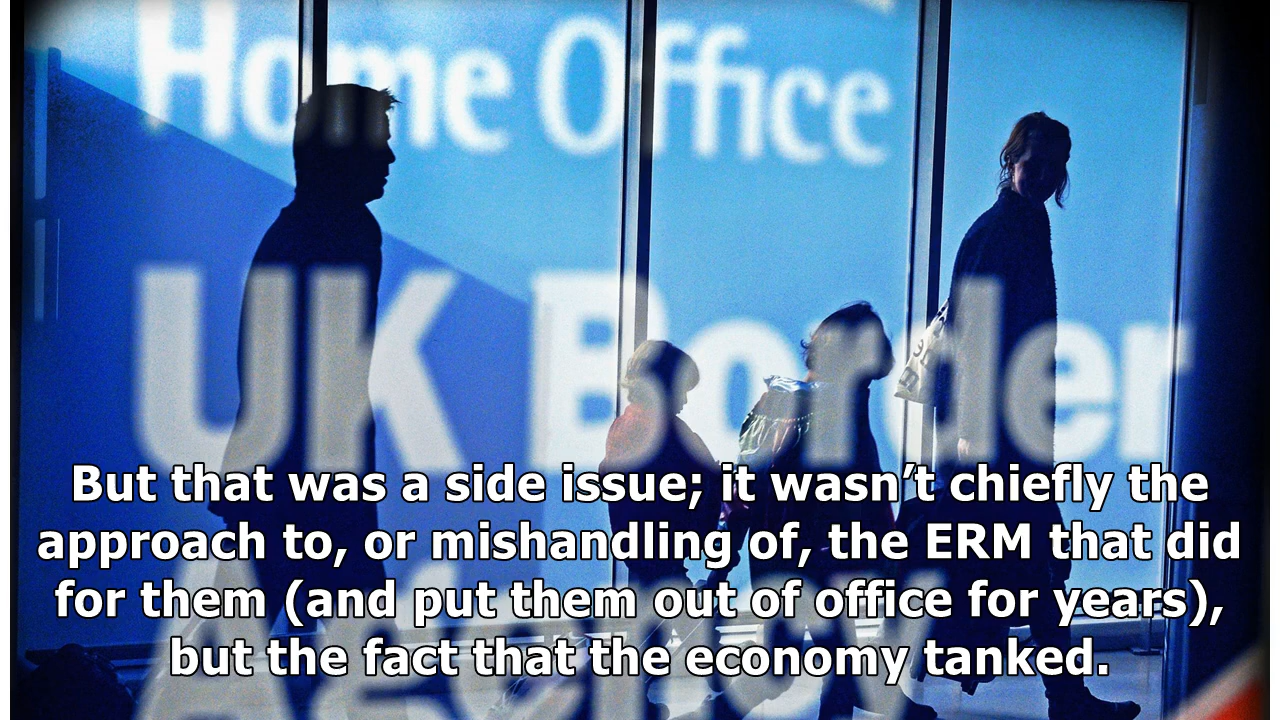 Home Office
UK Border
Agency
But that was a side issue; it wasn’t chiefly the
approach to, or mishandling of, the ERM that did
for them (and put them out of office for years),
but the fact that the economy tanked.